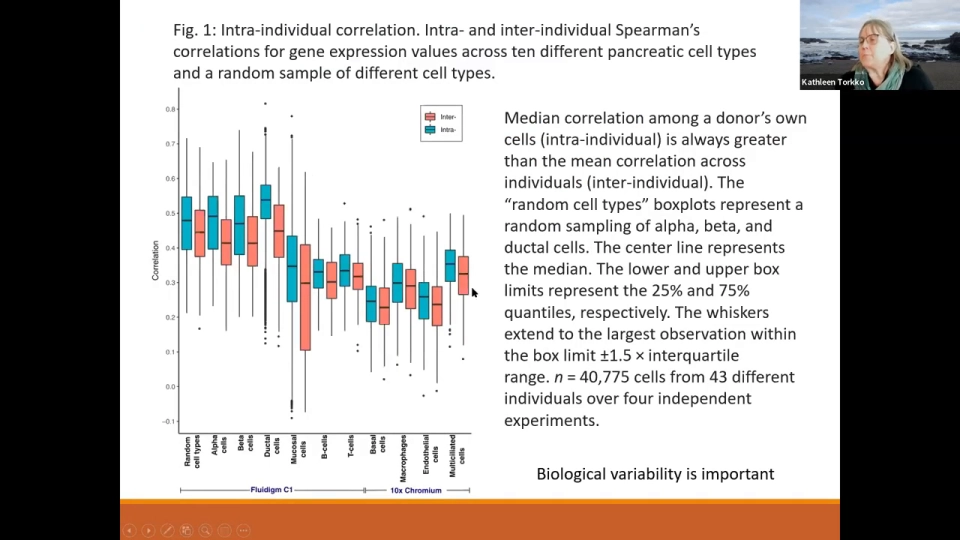 Fig. 1: Intra-individual correlation. Intra- and inter-individual Spearman's
correlations for gene expression values across ten different pancreatic cell types
and a random sample of different cell types.
Kathleen Torkko
Median correlation among a donor's own
cells (intra-individual) is always greater
than the mean correlation across
individuals (inter-individual). The
"random cell types" boxplots represent a
random sampling of alpha, beta, and
ductal cells. The center line represents
the median. The lower and upper box
limits represent the 25% and 75%
quantiles, respectively. The whiskers
extend to the largest observation within
the box limit ±1.5 × interquartile
range. n = 40,775 cells from 43 different
individuals over four independent
experiments.
Biological variability is important
Inter-
Intra-
Correlation
0.8
0.7
0.6
0.5
0.4
0.3
0.2
0.1
0.0
-0.1
Random
cell types
Alpha
cells
Beta
cells
Ductal
cells
Mucosal
cells
B-cells
T-cells
Basal
cells
Macrophages
Endothelial
cells
Multiciliated
cells
Fluidigm C1
10x Chromium